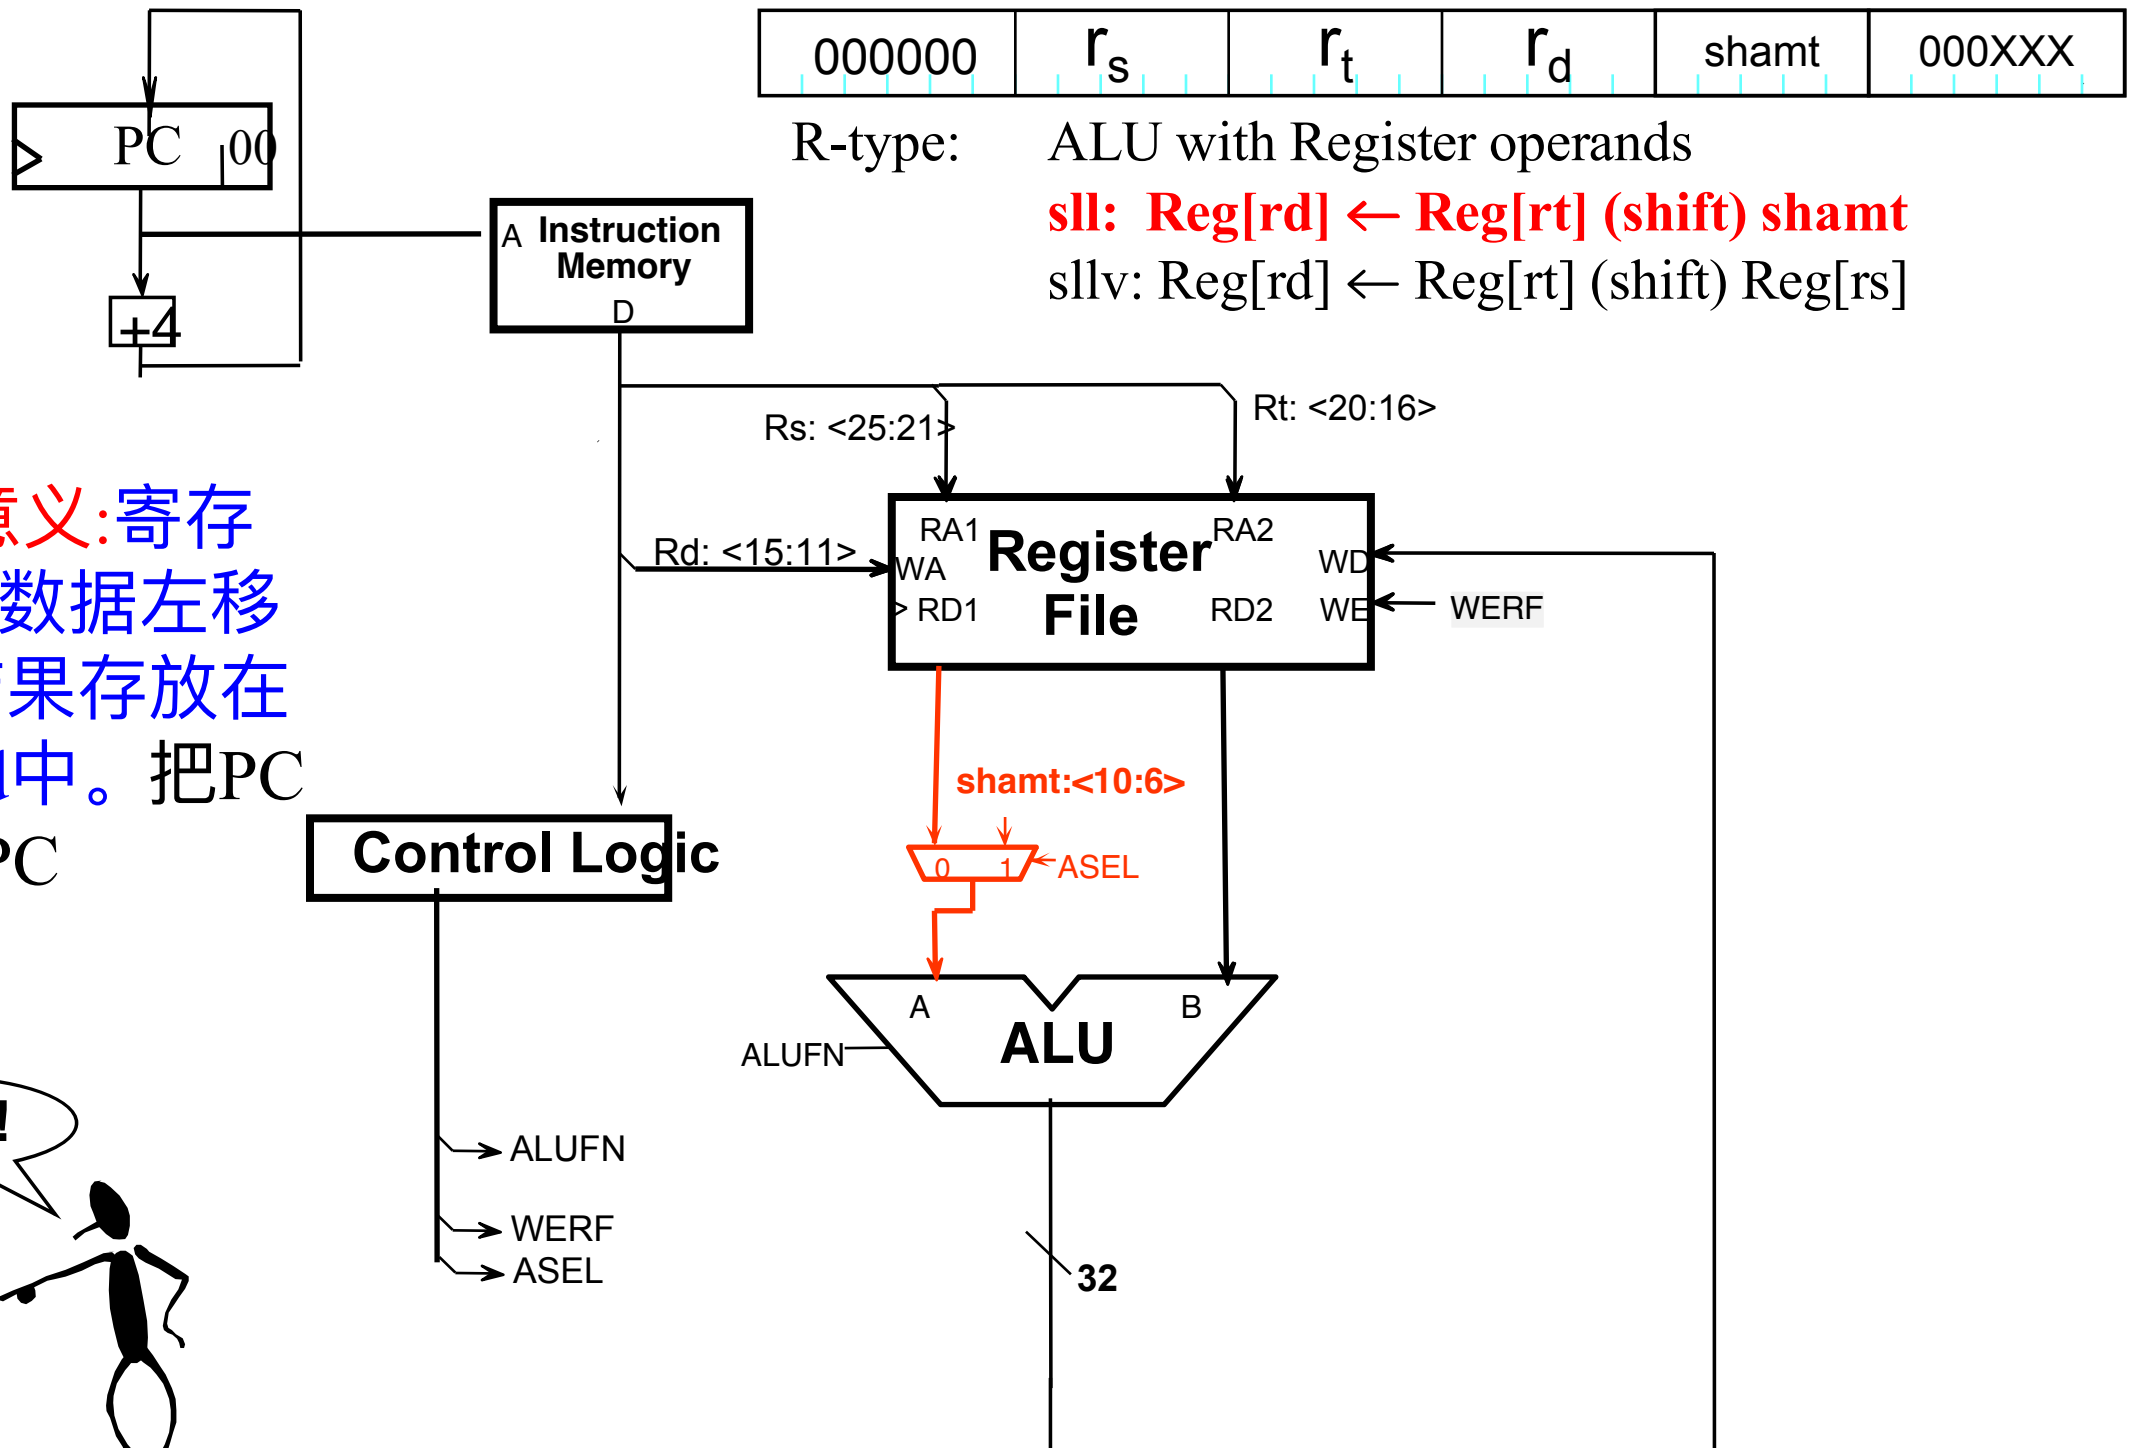 000000 rs rt rd shamt 000XXX
R-type: ALU with Register operands
sll: Reg[rd] ← Reg[rt] (shift) shamt
sllv: Reg[rd] ← Reg[rt] (shift) Reg[rs]
PC 00
+4
A Instruction
Memory
D
Rs: <25:21>
Rt: <20:16>
Rd: <15:11>
RA1 RA2
Register
File
WA WD
RD1 RD2 WE
WERF
意义:寄存
数据左移
果存放在
中。把PC
PC
shamt:<10:6>
0 1 ASEL
Control Logic
A B
ALU
ALUFN
!
ALUFN
WERF
ASEL
32